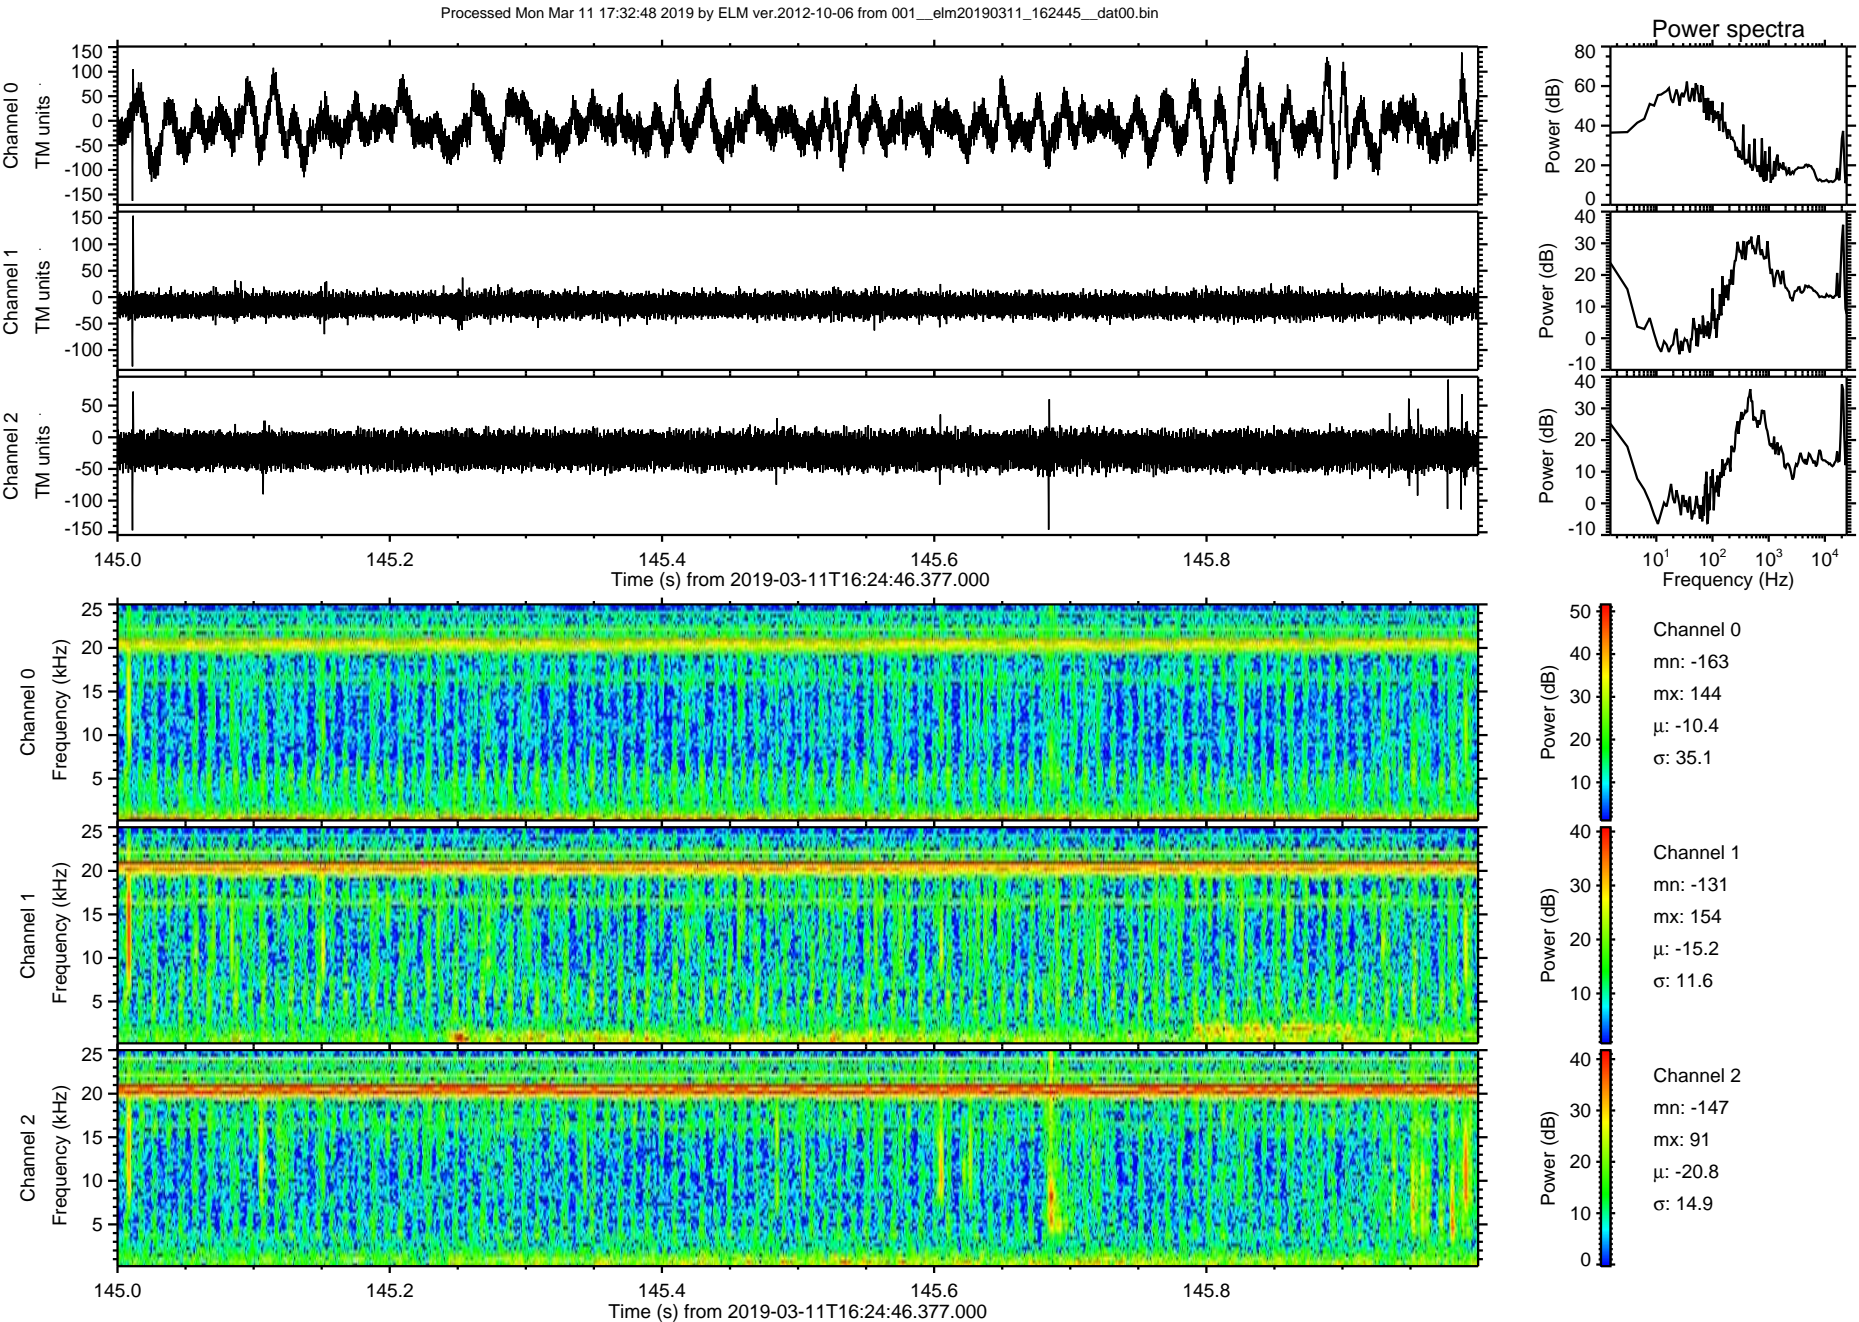 Processed Mon Mar 11 17:32:48 2019 by ELM ver.2012-10-06 from 001__elm20190311_162445__dat00.bin
Power spectra
Channel 0
TM units
150
100
50
0
-50
-100
-150
Power (dB)
80
60
40
20
0
Channel 1
TM units
150
100
50
0
-50
-100
Power (dB)
40
30
20
10
0
-10
Channel 2
TM units
50
0
-50
-100
-150
Power (dB)
40
30
20
10
0
-10
145.0 145.2 145.4 145.6 145.8
Time (s) from 2019-03-11T16:24:46.377.000
10¹ 10² 10³ 10⁴
Frequency (Hz)
Channel 0
Frequency (kHz)
25
20
15
10
5
Power (dB)
50
40
30
20
10
Channel 0
mn: -163
mx: 144
μ: -10.4
σ: 35.1
Channel 1
Frequency (kHz)
25
20
15
10
5
Power (dB)
40
30
20
10
Channel 1
mn: -131
mx: 154
μ: -15.2
σ: 11.6
Channel 2
Frequency (kHz)
25
20
15
10
5
Power (dB)
40
30
20
10
0
Channel 2
mn: -147
mx: 91
μ: -20.8
σ: 14.9
145.0 145.2 145.4 145.6 145.8
Time (s) from 2019-03-11T16:24:46.377.000